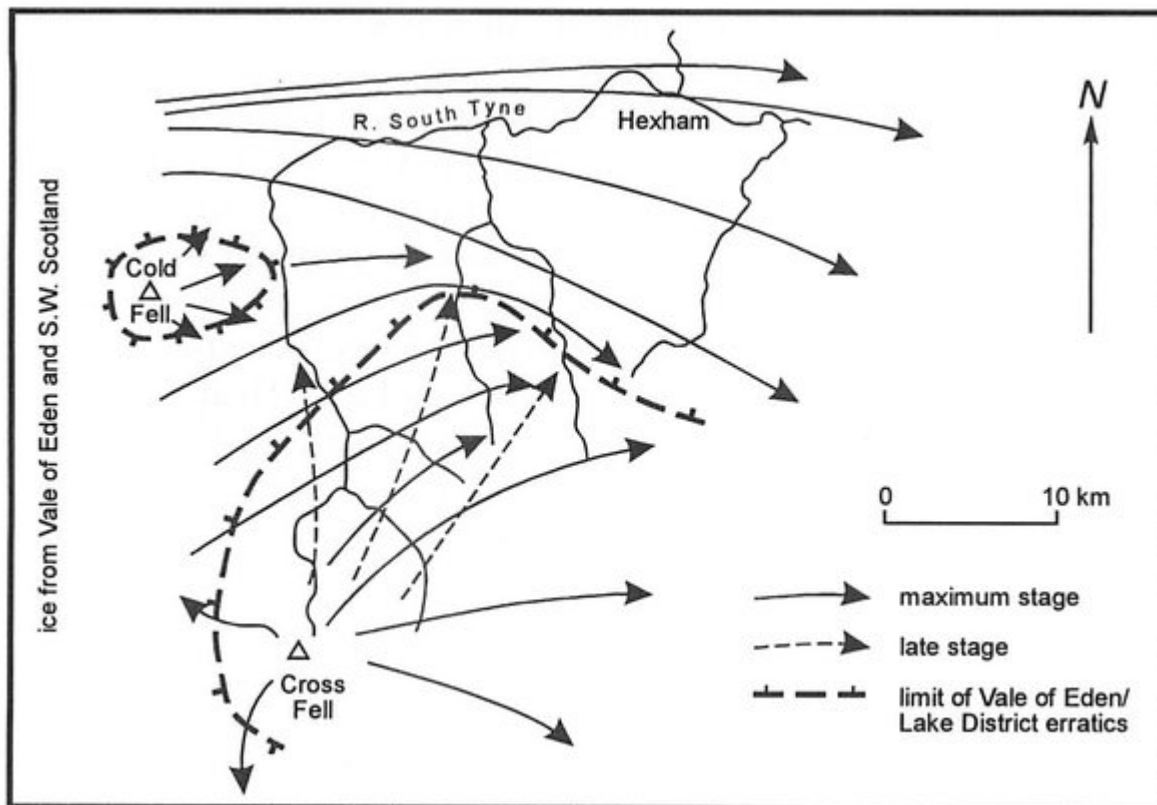 R. South Tyne
Hexham
N
ice from Vale of Eden and S.W. Scotland
Cold
Fell
0 10 km
maximum stage
late stage
limit of Vale of Eden/
Lake District erratics
Cross
Fell